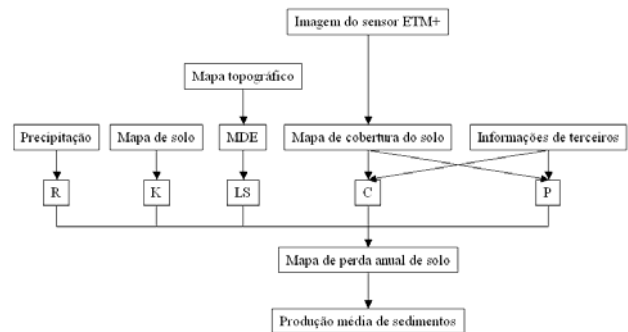 Imagem do sensor ETM+
Mapa topográfico
Precipitação
Mapa de solo
MDE
Mapa de cobertura do solo
Informações de terceiros
R
K
LS
C
P
Mapa de perda anual de solo
Produção média de sedimentos